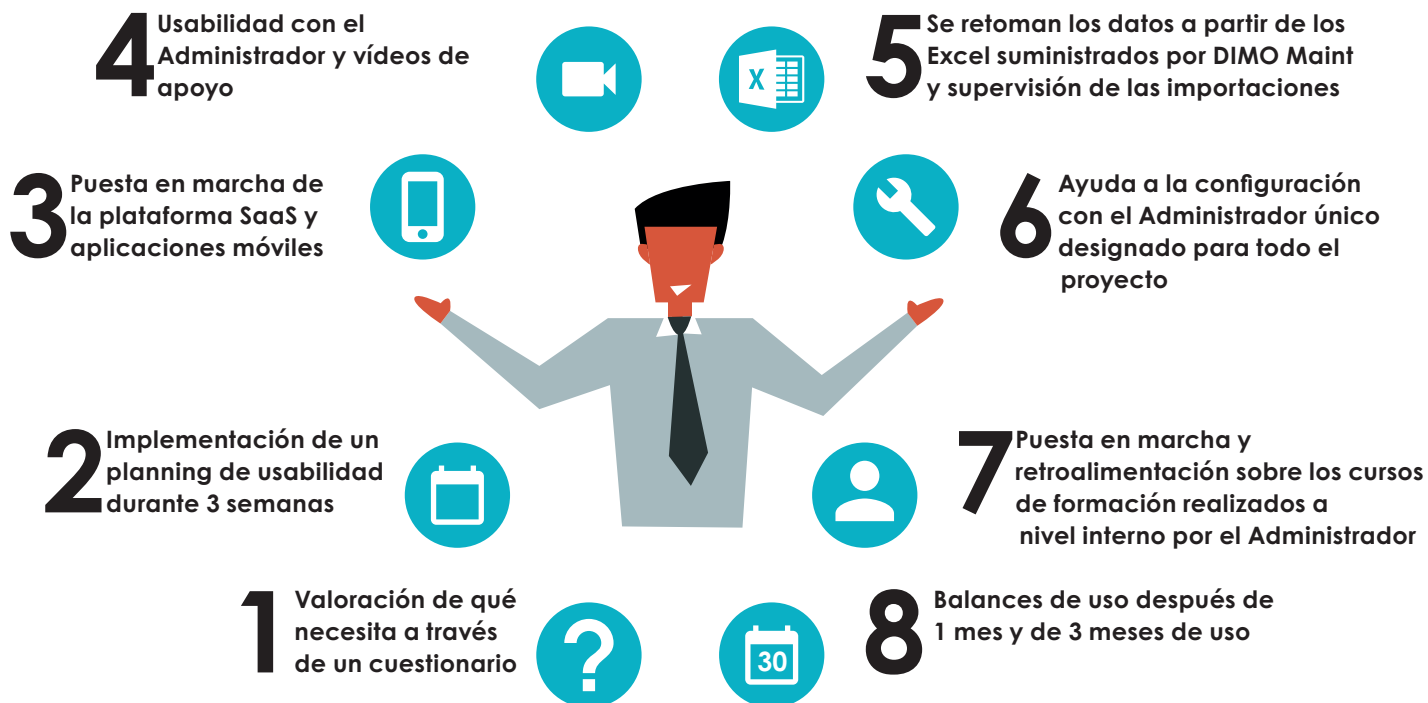 4
Usabilidad con el
Administrador y vídeos de
apoyo
5
Se retoman los datos a partir de los
Excel suministrados por DIMO Maint
y supervisión de las importaciones
X
3
Puesta en marcha de
la plataforma SaaS y
aplicaciones móviles
6
Ayuda a la configuración
con el Administrador único
designado para todo el
proyecto
2
Implementación de un
planning de usabilidad
durante 3 semanas
7
Puesta en marcha y
retroalimentación sobre los cursos
de formación realizados a
nivel interno por el Administrador
1
Valoración de qué
necesita a través
de un cuestionario
?
30
8
Balances de uso después de
1 mes y de 3 meses de uso